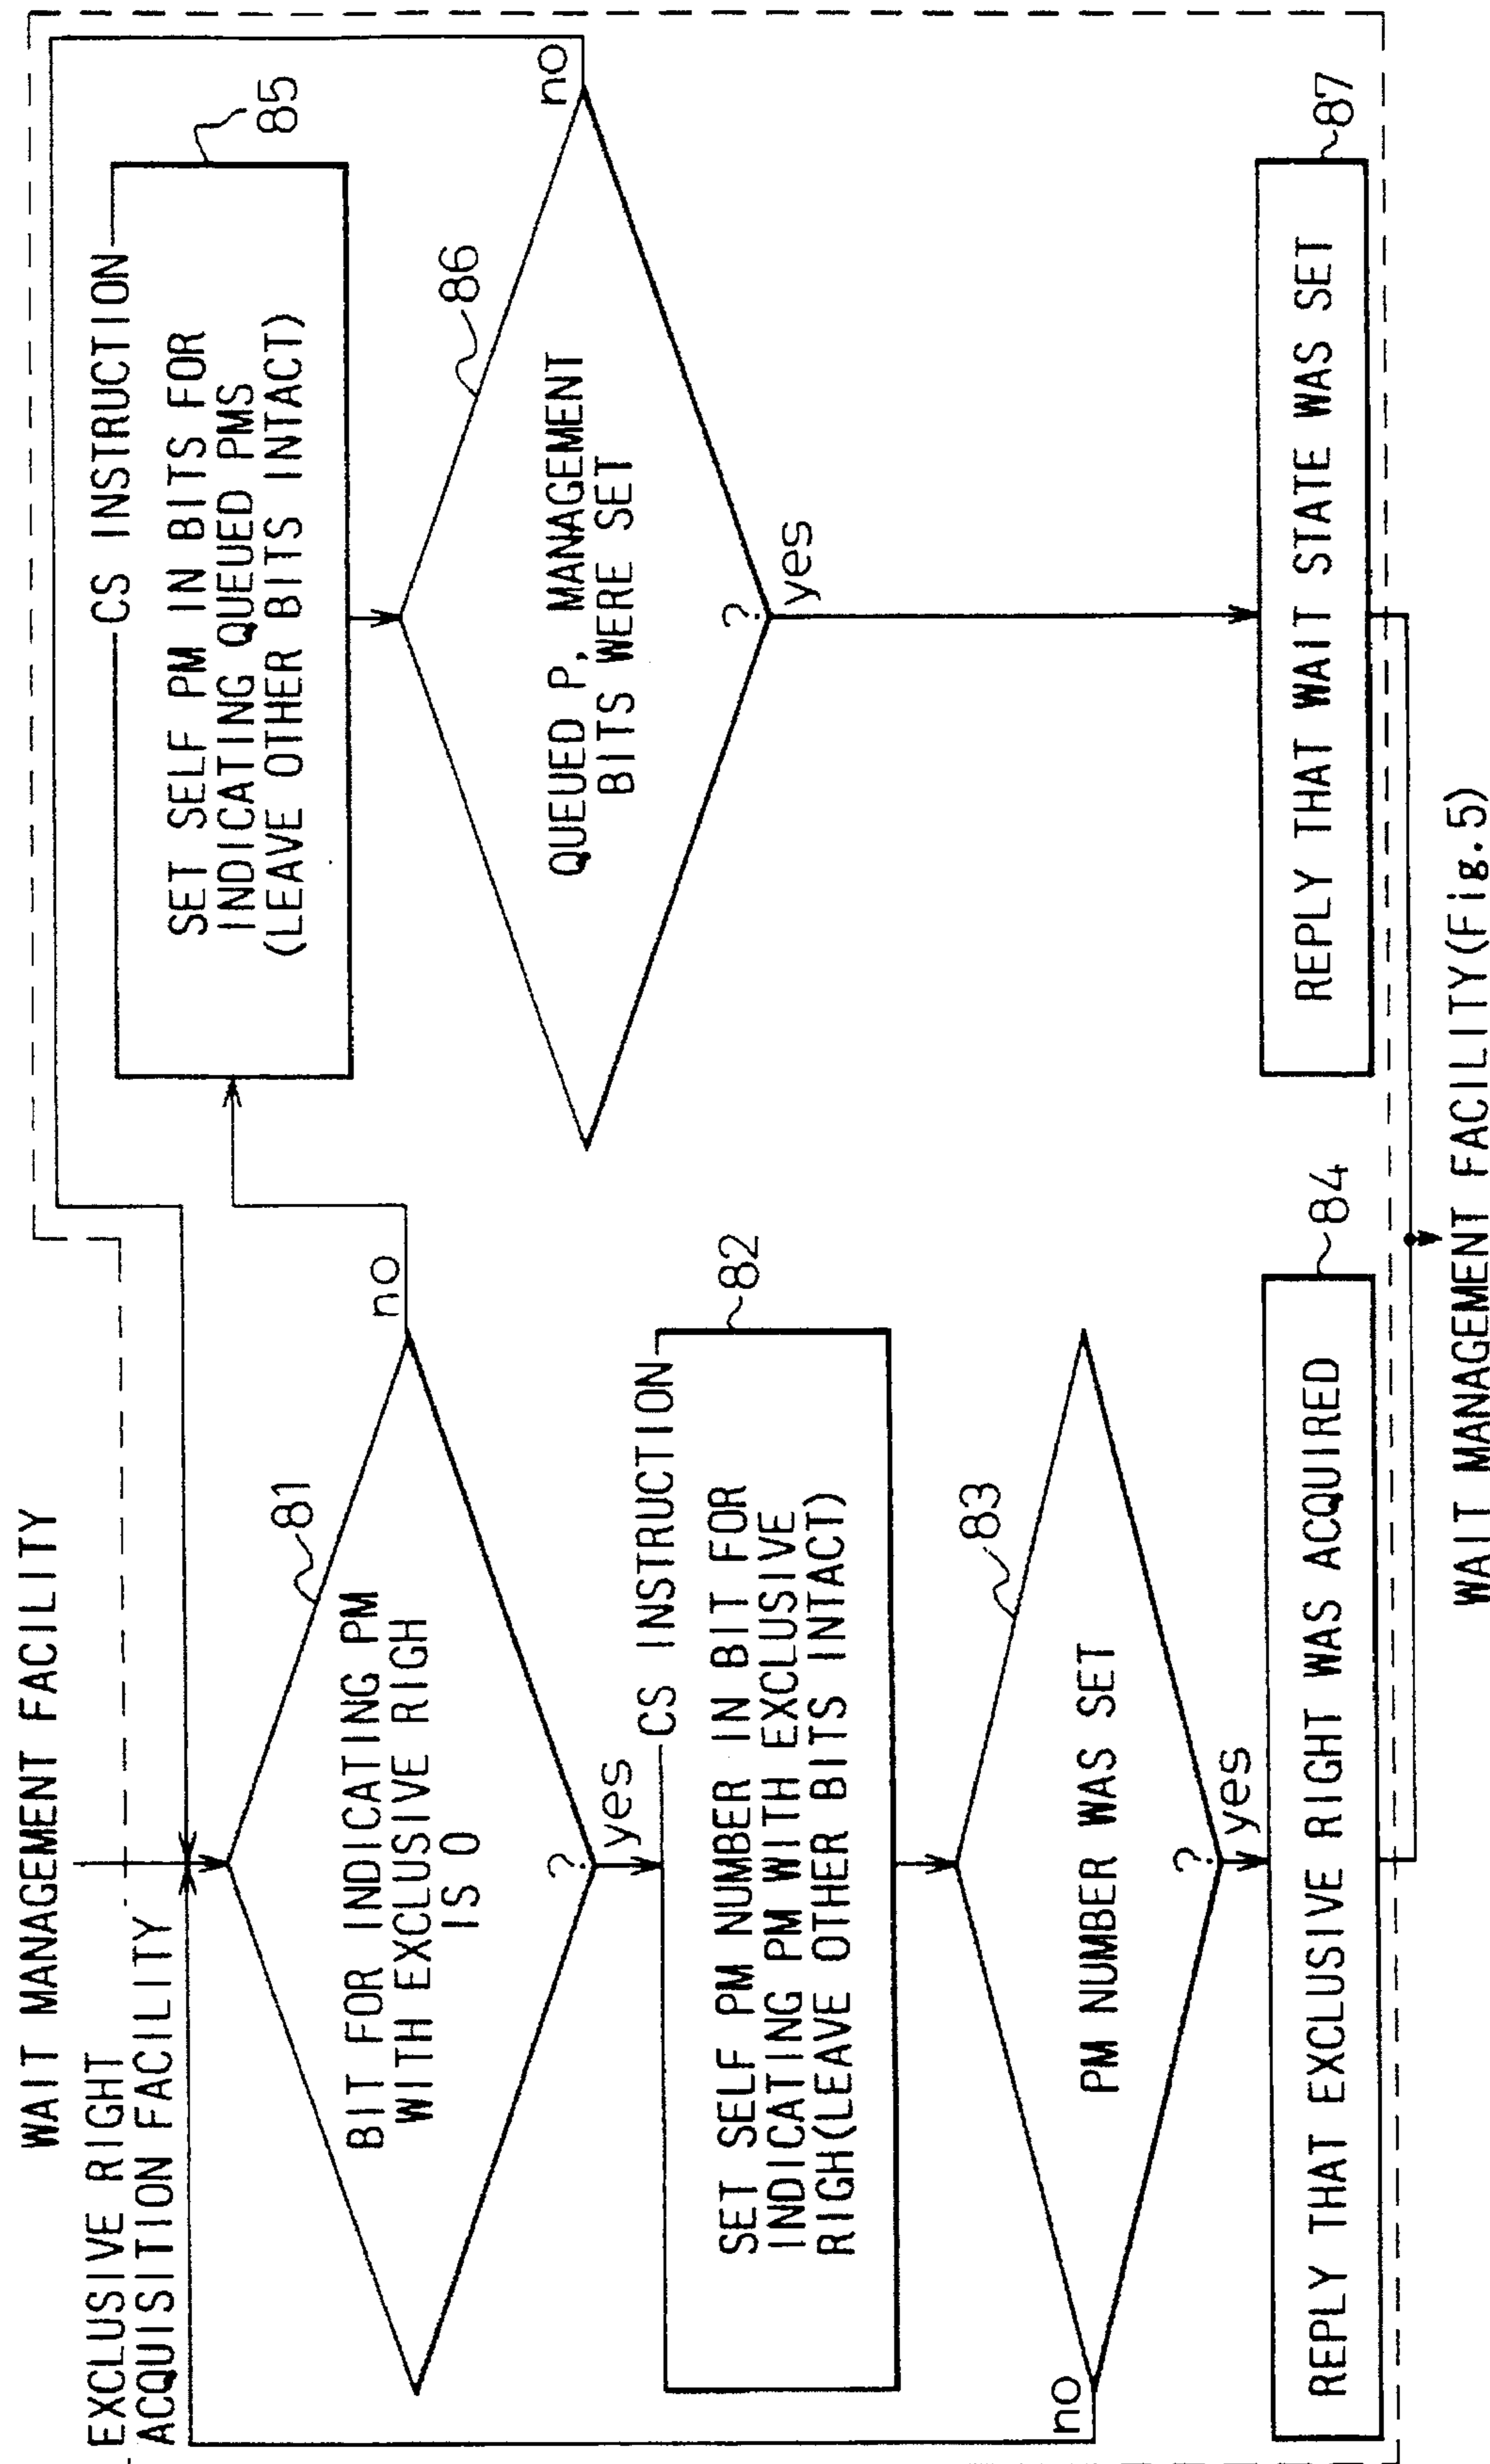 WAIT MANAGEMENT FACILITY
EXCLUSIVE RIGHT
ACQUISITION FACILITY
81
BIT FOR INDICATING PM
WITH EXCLUSIVE RIGH
IS 0
?
no
yes
CS INSTRUCTION
82
SET SELF PM NUMBER IN BIT FOR
INDICATING PM WITH EXCLUSIVE
RIGH(LEAVE OTHER BITS INTACT)
83
PM NUMBER WAS SET
?
no
yes
84
REPLY THAT EXCLUSIVE RIGHT WAS ACQUIRED
CS INSTRUCTION
85
SET SELF PM IN BITS FOR
INDICATING QUEUED PMS
(LEAVE OTHER BITS INTACT)
86
QUEUED P, MANAGEMENT
BITS WERE SET
?
no
yes
87
REPLY THAT WAIT STATE WAS SET
WAIT MANAGEMENT FACILITY(Fig.5)